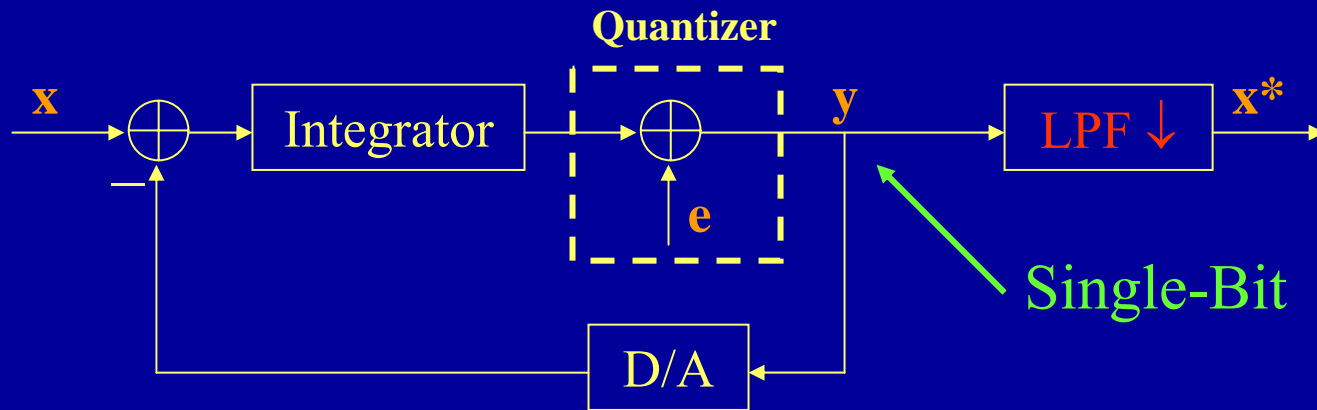 Quantizer
x
Integrator
y
LPF ↓
x*
—
e
Single-Bit
D/A